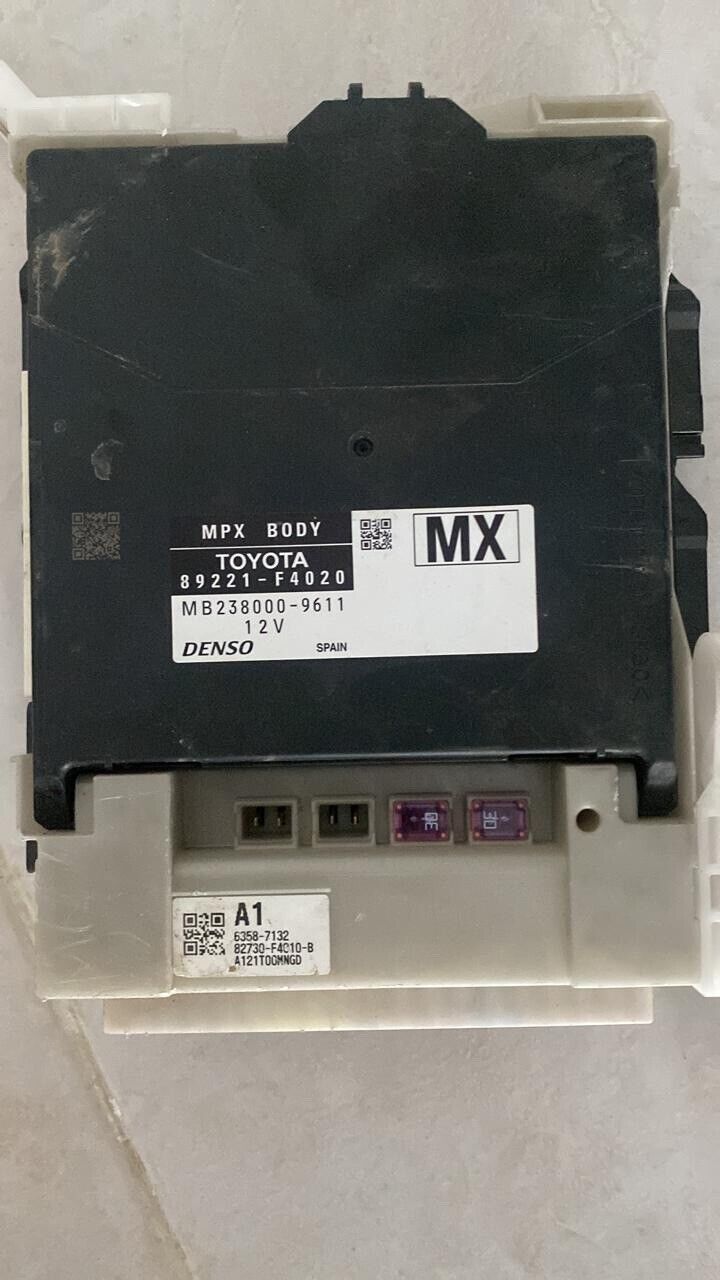 MPX BODY
TOYOTA
89221-F4020
MX
MB238000-9611
12V
DENSO
SPAIN
30
30
A1
6358-7132
82730-F4010-B
A121T00MNGD